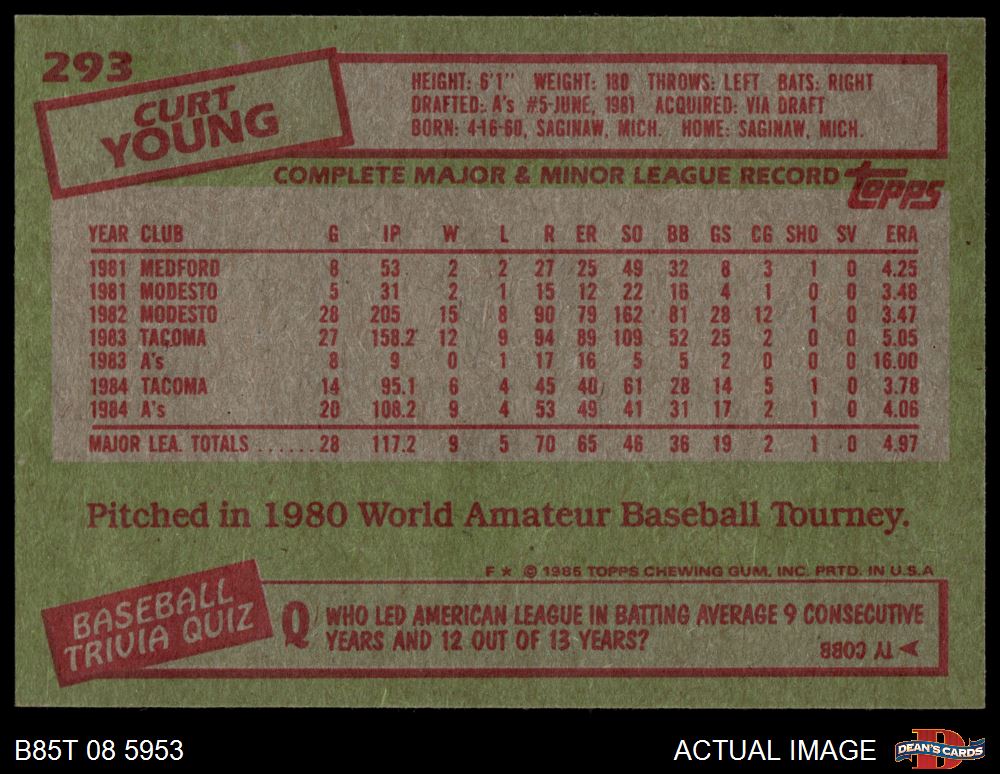 293
CURT
YOUNG
HEIGHT: 6'1" WEIGHT: 180 THROWS: LEFT BATS: RIGHT
DRAFTED: A's #5-JUNE, 1981 ACQUIRED: VIA DRAFT
BORN: 4-16-60, SAGINAW, MICH. HOME: SAGINAW, MICH.
COMPLETE MAJOR & MINOR LEAGUE RECORD topps
YEAR CLUB G IP W L R ER SO BB GS CG SHO SV ERA
1981 MEDFORD 8 53 2 2 27 25 49 32 8 3 1 0 4.25
1981 MODESTO 5 31 2 1 15 12 22 16 4 1 0 0 3.48
1982 MODESTO 28 205 15 8 90 79 162 81 28 12 1 0 3.47
1983 TACOMA 27 158.2 12 9 94 89 109 52 25 2 0 0 5.05
1983 A's 8 9 0 1 17 16 5 5 2 0 0 0 16.00
1984 TACOMA 14 95.1 6 4 45 40 61 28 14 5 1 0 3.78
1984 A's 20 108.2 9 4 53 49 41 31 17 2 1 0 4.06
MAJOR LEA. TOTALS ......28 117.2 9 5 70 65 46 36 19 2 1 0 4.97
Pitched in 1980 World Amateur Baseball Tourney.
F ★ © 1985 TOPPS CHEWING GUM, INC. PRTD. IN U.S.A
BASEBALL
TRIVIA QUIZ
Q WHO LED AMERICAN LEAGUE IN BATTING AVERAGE 9 CONSECUTIVE
YEARS AND 12 OUT OF 13 YEARS?
TY COBB
B85T 08 5953
ACTUAL IMAGE
D
DEAN'S CARDS